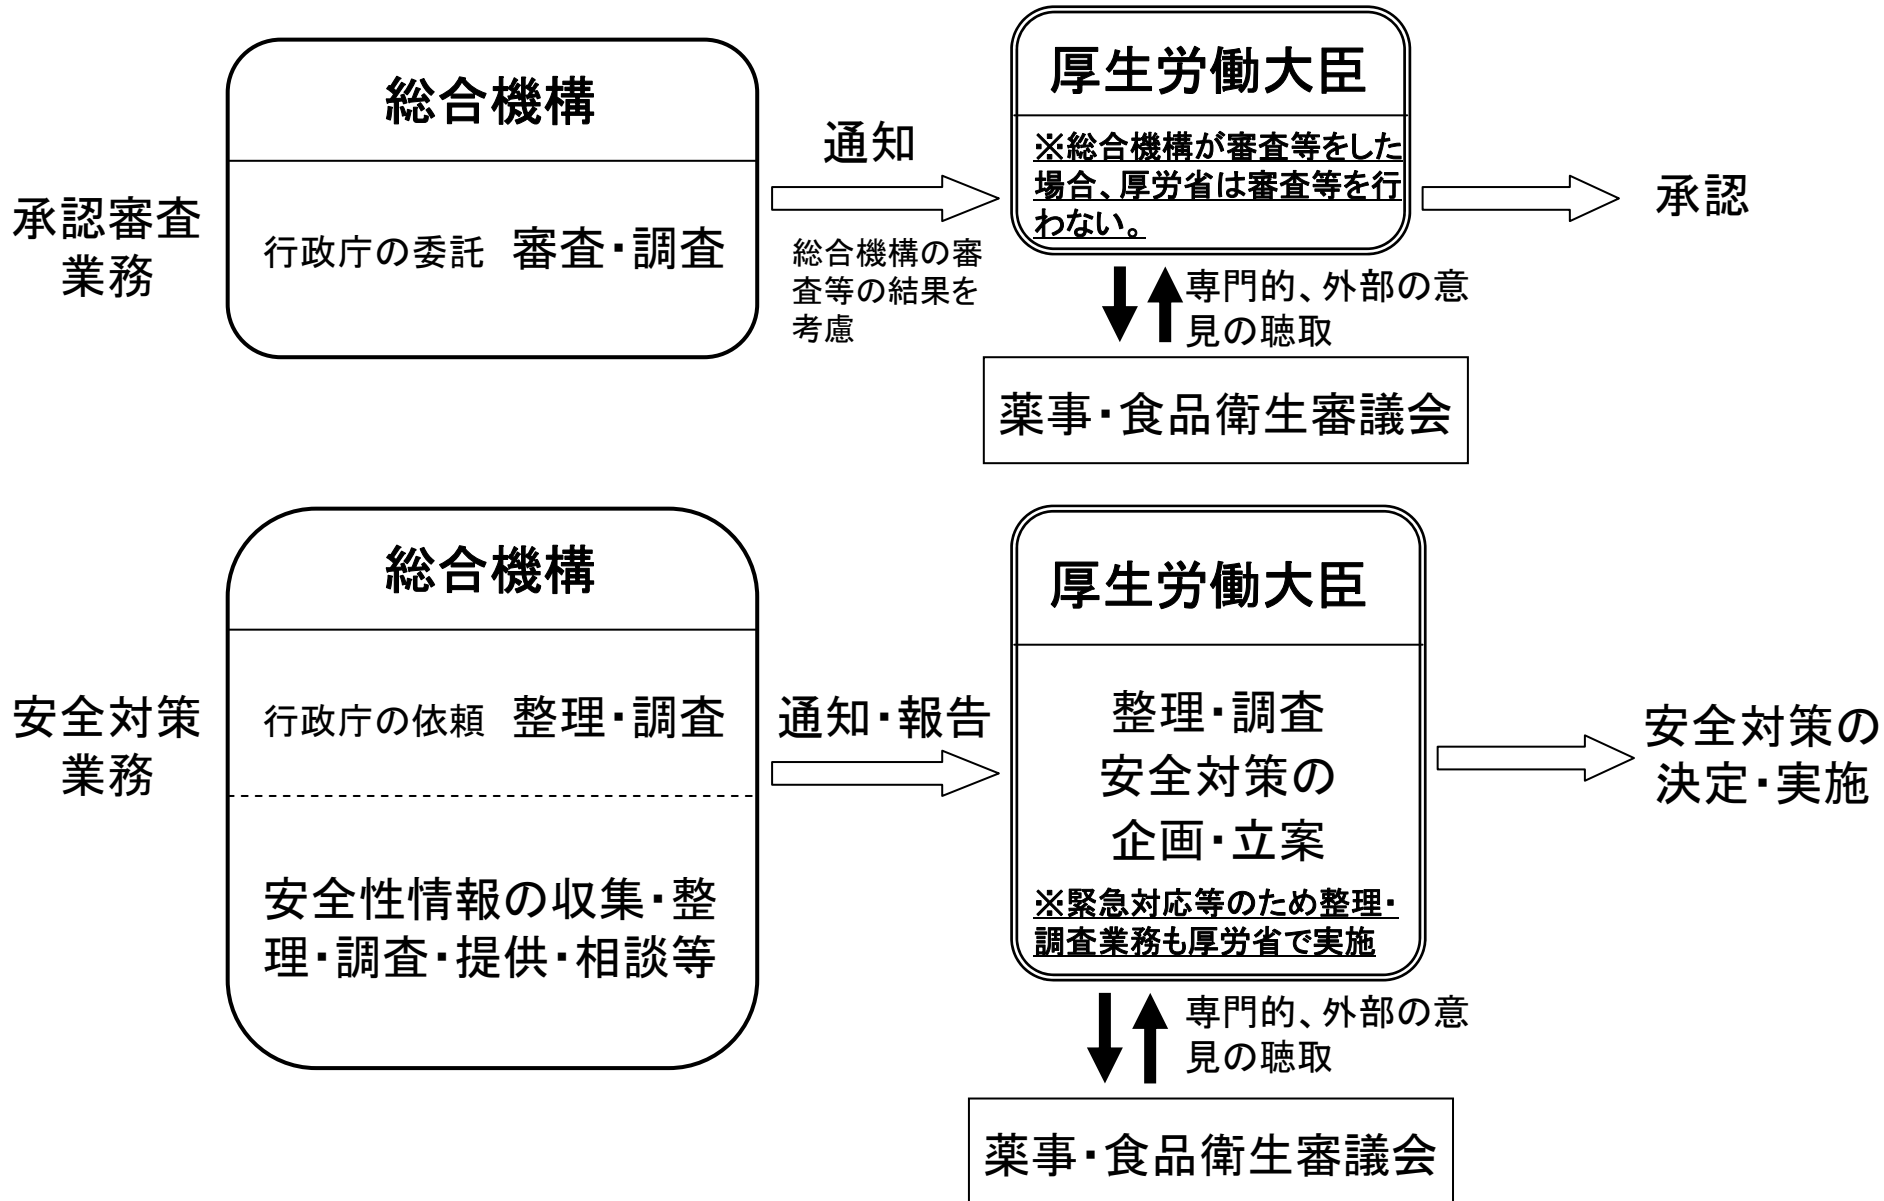 承認審査
業務
総合機構
行政庁の委託 審査・調査
通知
総合機構の審
査等の結果を
考慮
厚生労働大臣
※総合機構が審査等をした
場合、厚労省は審査等を行
わない。
承認
専門的、外部の意
見の聴取
薬事・食品衛生審議会
安全対策
業務
総合機構
行政庁の依頼 整理・調査
安全性情報の収集・整
理・調査・提供・相談等
通知・報告
厚生労働大臣
整理・調査
安全対策の
企画・立案
※緊急対応等のため整理・
調査業務も厚労省で実施
安全対策の
決定・実施
専門的、外部の意
見の聴取
薬事・食品衛生審議会